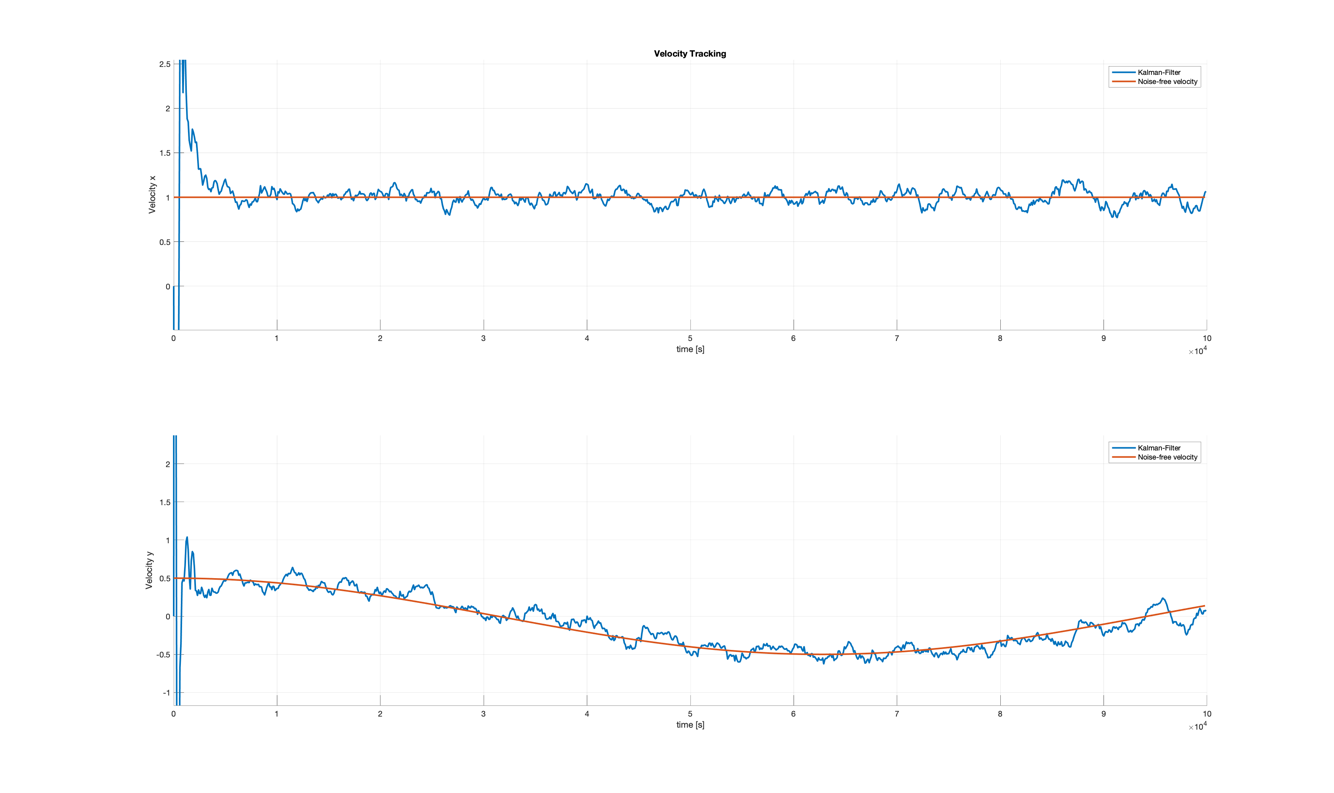 Velocity Tracking
Kalman-Filter
Noise-free velocity
Velocity x
2.5
2
1.5
1
0.5
0
0 1 2 3 4 5 6 7 8 9 10
time [s]
×10^4
Kalman-Filter
Noise-free velocity
Velocity y
2
1.5
1
0.5
0
-0.5
-1
0 1 2 3 4 5 6 7 8 9 10
time [s]
×10^4